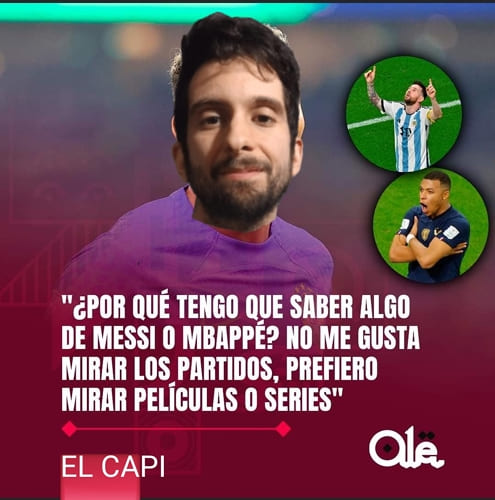 "¿POR QUÉ TENGO QUE SABER ALGO
DE MESSI O MBAPPÉ? NO ME GUSTA
MIRAR LOS PARTIDOS, PREFIERO
MIRAR PELÍCULAS O SERIES"
EL CAPI
Olé